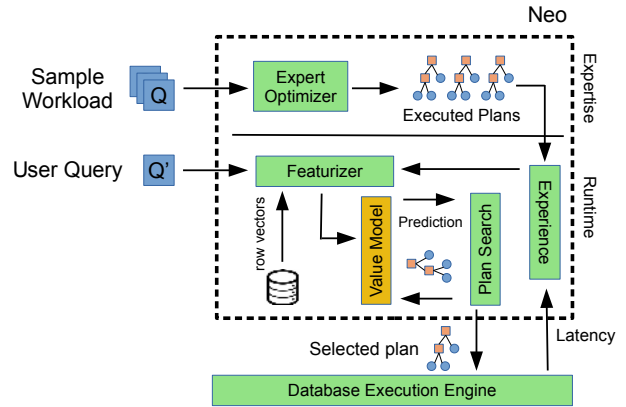 Neo
Sample
Workload
Q
Expert
Optimizer
Executed Plans
Expertise
User Query
Q'
Featurizer
Runtime
row vectors
Value Model
Prediction
Plan Search
Experience
Selected plan
Latency
Database Execution Engine